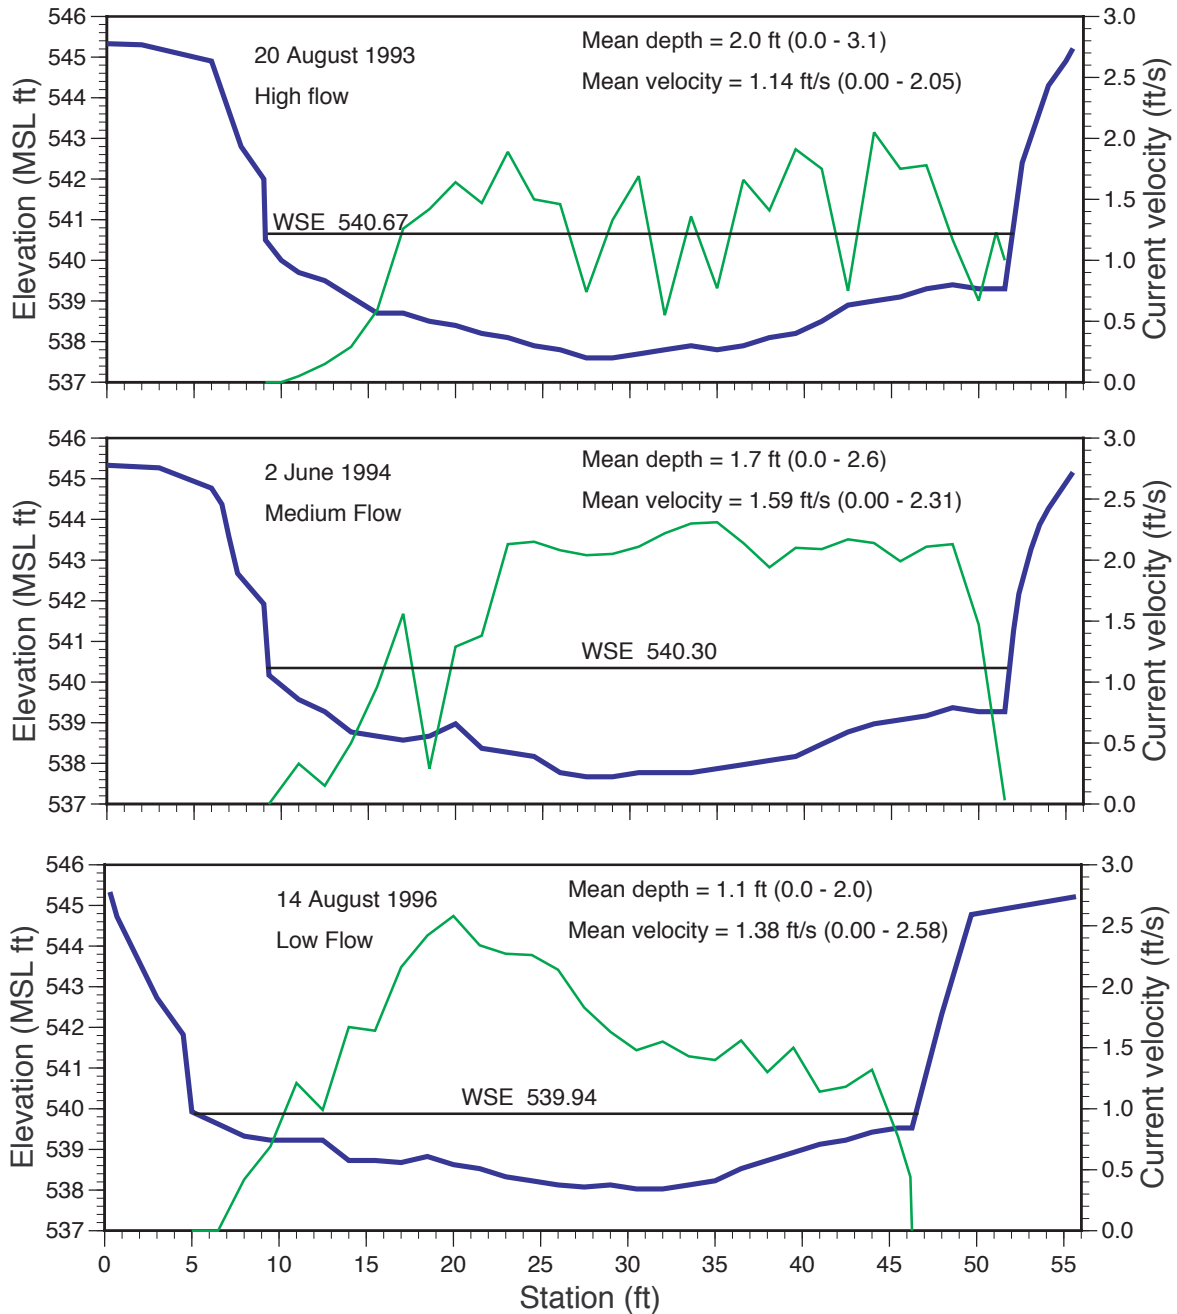 546
545
544
543
542
541
540
539
538
537
Elevation (MSL ft)
20 August 1993
High flow
Mean depth = 2.0 ft (0.0 - 3.1)
Mean velocity = 1.14 ft/s (0.00 - 2.05)
WSE 540.67
3.0
2.5
2.0
1.5
1.0
0.5
0.0
Current velocity (ft/s)
546
545
544
543
542
541
540
539
538
537
Elevation (MSL ft)
2 June 1994
Medium Flow
Mean depth = 1.7 ft (0.0 - 2.6)
Mean velocity = 1.59 ft/s (0.00 - 2.31)
WSE 540.30
3.0
2.5
2.0
1.5
1.0
0.5
0.0
Current velocity (ft/s)
546
545
544
543
542
541
540
539
538
537
Elevation (MSL ft)
14 August 1996
Low Flow
Mean depth = 1.1 ft (0.0 - 2.0)
Mean velocity = 1.38 ft/s (0.00 - 2.58)
WSE 539.94
3.0
2.5
2.0
1.5
1.0
0.5
0.0
Current velocity (ft/s)
0 5 10 15 20 25 30 35 40 45 50 55
Station (ft)